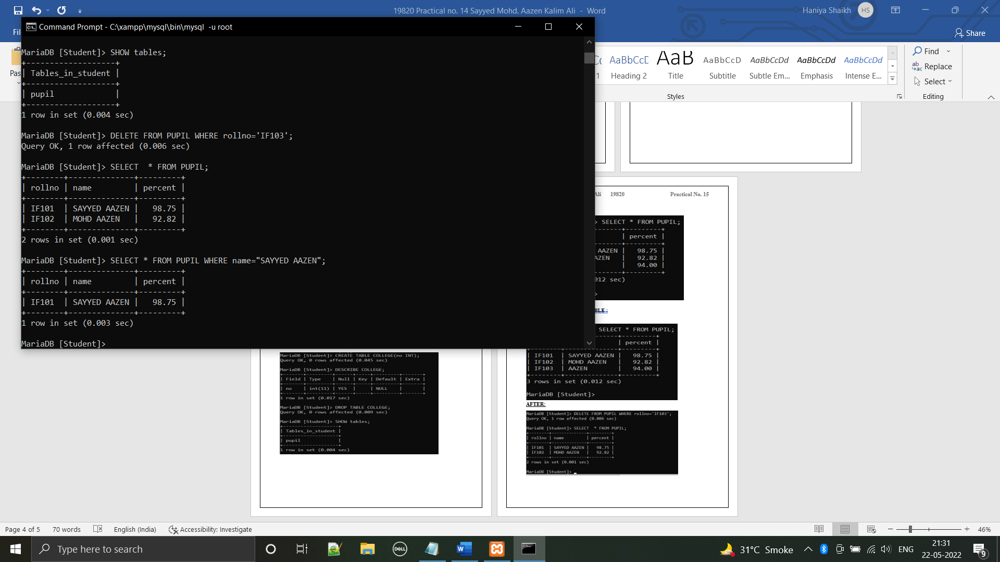 19820 Practical no. 14 Sayyed Mohd. Aazen Kalim Ali - Word
Haniya Shaikh
HS
Share
Command Prompt - C:\xampp\mysql\bin\mysql -u root
MariaDB [Student]> SHOW tables;
+-------------------+
| Tables_in_student |
+-------------------+
| pupil             |
+-------------------+
1 row in set (0.004 sec)
MariaDB [Student]> DELETE FROM PUPIL WHERE rollno='IF103';
Query OK, 1 row affected (0.006 sec)
MariaDB [Student]> SELECT  * FROM PUPIL;
+--------+--------------+---------+
| rollno | name         | percent |
+--------+--------------+---------+
| IF101  | SAYYED AAZEN |   98.75 |
| IF102  | MOHD AAZEN   |   92.82 |
+--------+--------------+---------+
2 rows in set (0.001 sec)
MariaDB [Student]> SELECT * FROM PUPIL WHERE name="SAYYED AAZEN";
+--------+--------------+---------+
| rollno | name         | percent |
+--------+--------------+---------+
| IF101  | SAYYED AAZEN |   98.75 |
+--------+--------------+---------+
1 row in set (0.003 sec)
MariaDB [Student]>
AaBbCcD AaB AaBbCcD AaBbCcDd AaBbCcDd AaBbCcDd
1 Heading 2 Title Subtitle Subtle Em... Emphasis Intense E...
Styles
Find
Replace
Select
Editing
MariaDB [Student]> CREATE TABLE COLLEGE(no INT);
Query OK, 0 rows affected (0.045 sec)
MariaDB [Student]> DESCRIBE COLLEGE;
| Field | Type    | Null | Key | Default | Extra |
| no    | int(11) | YES  |     | NULL    |       |
1 row in set (0.017 sec)
MariaDB [Student]> DROP TABLE COLLEGE;
Query OK, 0 rows affected (0.009 sec)
MariaDB [Student]> SHOW tables;
| Tables_in_student |
| pupil             |
1 row in set (0.004 sec)
Ali 19820 Practical No. 15
> SELECT * FROM PUPIL;
| percent |
AAZEN |   98.75 |
AZEN   |   92.82 |
|   94.00 |
012 sec)
>
BLE :
SELECT * FROM PUPIL;
| percent |
| IF101  | SAYYED AAZEN |   98.75 |
| IF102  | MOHD AAZEN   |   92.82 |
| IF103  | AAZEN        |   94.00 |
3 rows in set (0.012 sec)
MariaDB [Student]>
AFTER:
MariaDB [Student]> DELETE FROM PUPIL WHERE rollno='IF103';
Query OK, 1 row affected (0.006 sec)
MariaDB [Student]> SELECT  * FROM PUPIL;
| rollno | name         | percent |
| IF101  | SAYYED AAZEN |   98.75 |
| IF102  | MOHD AAZEN   |   92.82 |
2 rows in set (0.001 sec)
MariaDB [Student]> _
Page 4 of 5 70 words English (India) Accessibility: Investigate 46%
Type here to search
DELL
31°C Smoke
ENG
21:31
22-05-2022
9